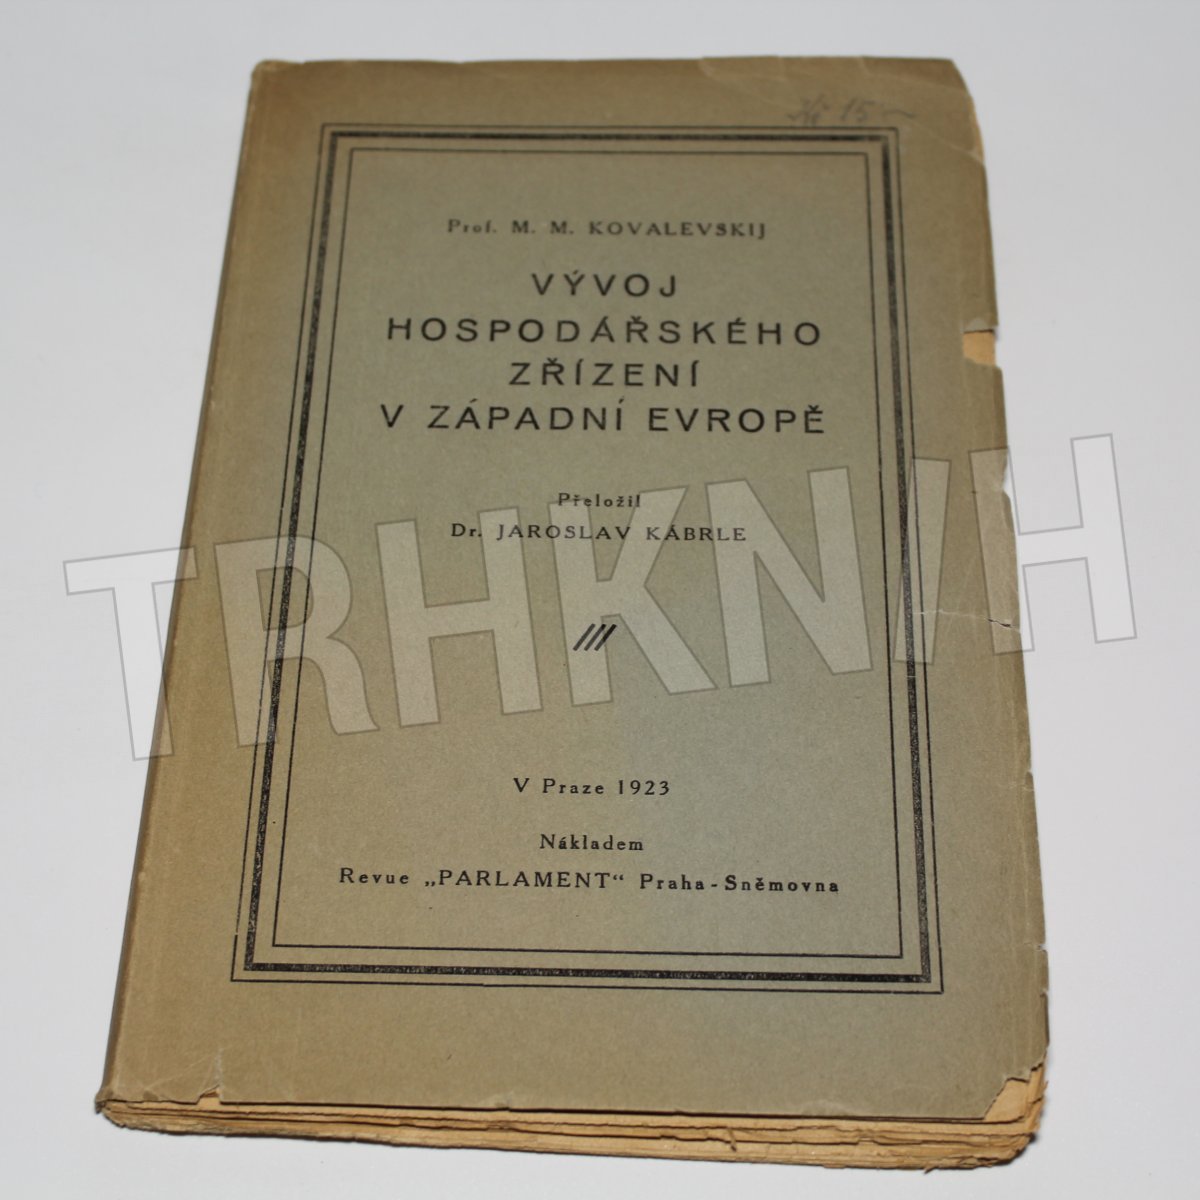 15
Prof. M. M. KOVALEVSKIJ
VÝVOJ
HOSPODÁŘSKÉHO
ZŘÍZENÍ
V ZÁPADNÍ EVROPĚ
Přeložil
Dr. JAROSLAV KÁBRLE
TRHKNIH
V Praze 1923
Nákladem
Revue „PARLAMENT“ Praha-Sněmovna